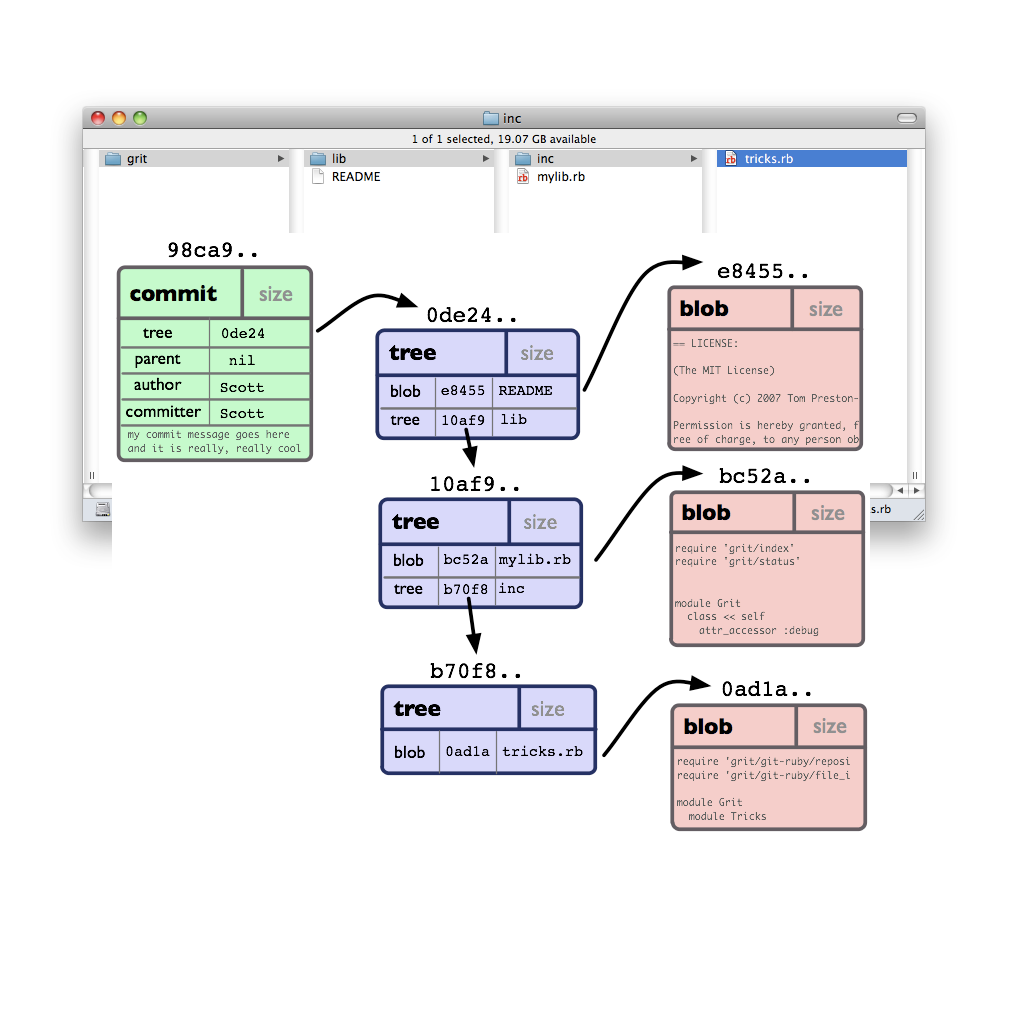 inc
1 of 1 selected, 19.07 GB available
grit
lib
README
inc
mylib.rb
tricks.rb
98ca9..
commit size
tree 0de24
parent nil
author Scott
committer Scott
my commit message goes here
and it is really, really cool
0de24..
tree size
blob e8455 README
tree 10af9 lib
e8455..
blob size
== LICENSE:
(The MIT License)
Copyright (c) 2007 Tom Preston-
Permission is hereby granted, f
ree of charge, to any person ob
10af9..
tree size
blob bc52a mylib.rb
tree b70f8 inc
bc52a..
blob size
require 'grit/index'
require 'grit/status'
module Grit
class << self
attr_accessor :debug
s.rb
b70f8..
tree size
blob 0ad1a tricks.rb
0ad1a..
blob size
require 'grit/git-ruby/reposi
require 'grit/git-ruby/file_i
module Grit
module Tricks